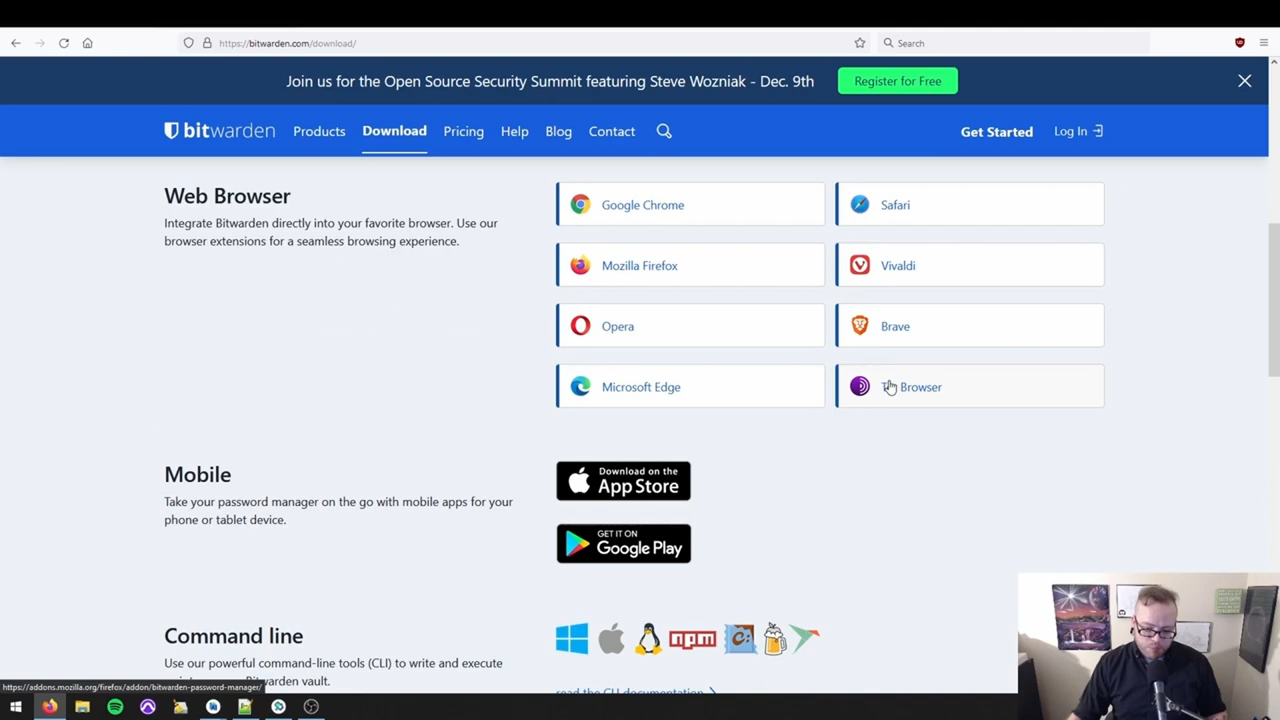 https://bitwarden.com/download/
Search
Join us for the Open Source Security Summit featuring Steve Wozniak - Dec. 9th
Register for Free
bitwarden
Products
Download
Pricing
Help
Blog
Contact
Get Started
Log In
Web Browser
Integrate Bitwarden directly into your favorite browser. Use our
browser extensions for a seamless browsing experience.
Google Chrome
Safari
Mozilla Firefox
Vivaldi
Opera
Brave
Microsoft Edge
Browser
Mobile
Take your password manager on the go with mobile apps for your
phone or tablet device.
Download on the
App Store
GET IT ON
Google Play
Command line
Use our powerful command-line tools (CLI) to write and execute
warden vault.
npm
read the CLI documentation
https://addons.mozilla.org/firefox/addon/bitwarden-password-manager/